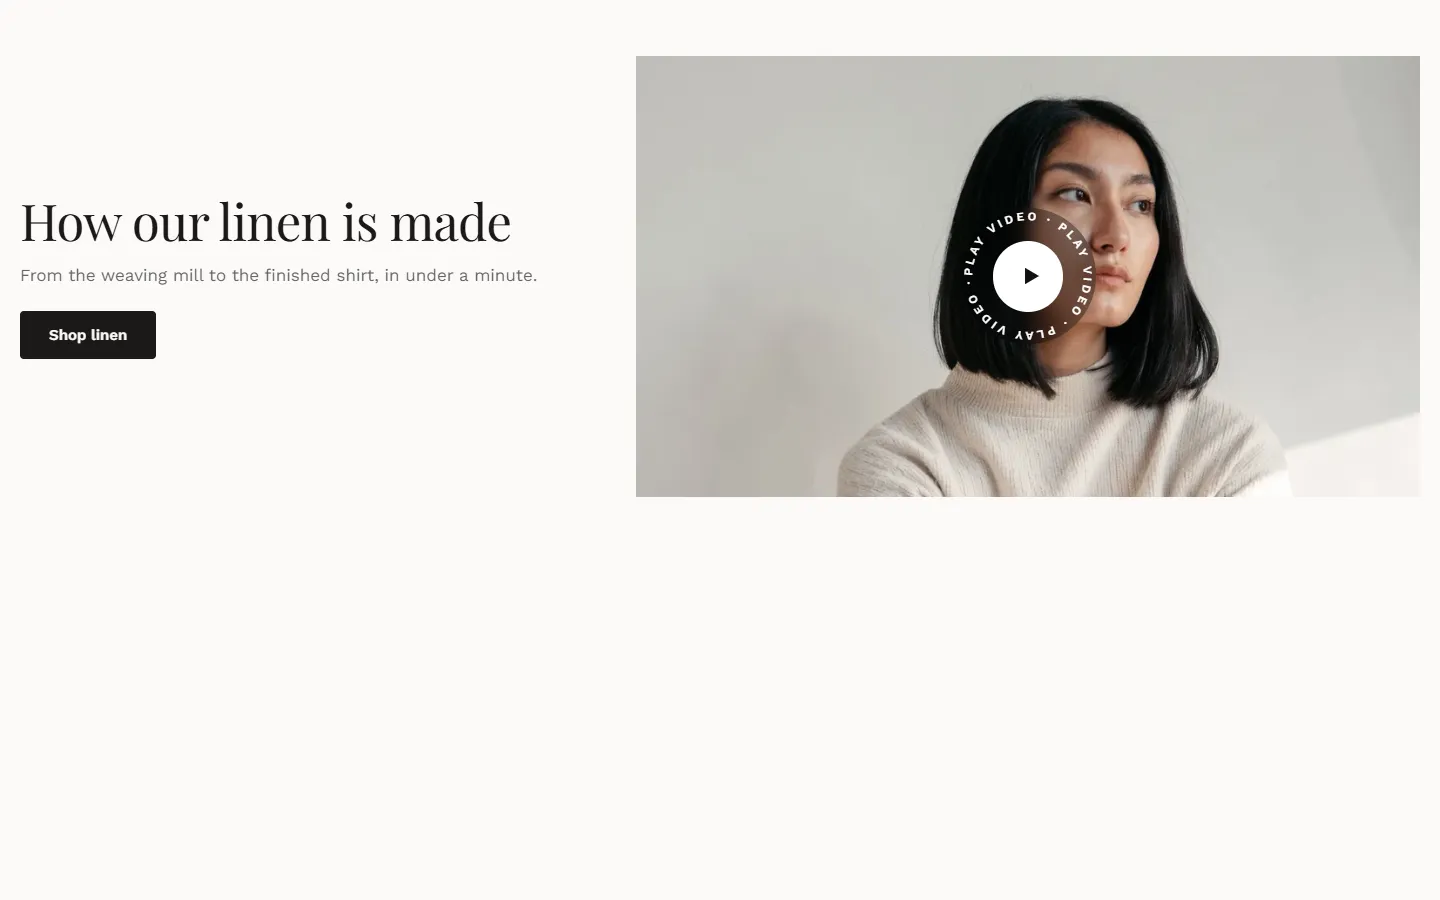 How our linen is made
From the weaving mill to the finished shirt, in under a minute.
Shop linen
PLAY VIDEO · PLAY VIDEO · PLAY VIDEO ·